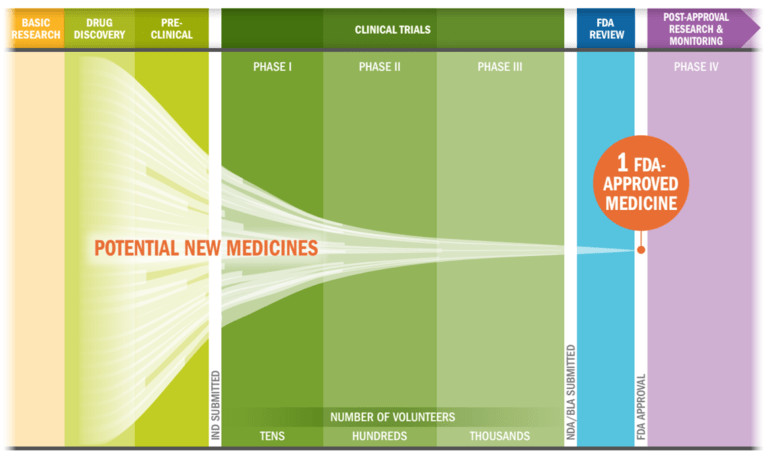 BASIC
RESEARCH
DRUG
DISCOVERY
PRE-
CLINICAL
CLINICAL TRIALS
FDA
REVIEW
POST-APPROVAL
RESEARCH &
MONITORING
PHASE I
PHASE II
PHASE III
PHASE IV
1 FDA-
APPROVED
MEDICINE
POTENTIAL NEW MEDICINES
IND SUBMITTED
NDA/BLA SUBMITTED
FDA APPROVAL
NUMBER OF VOLUNTEERS
TENS
HUNDREDS
THOUSANDS